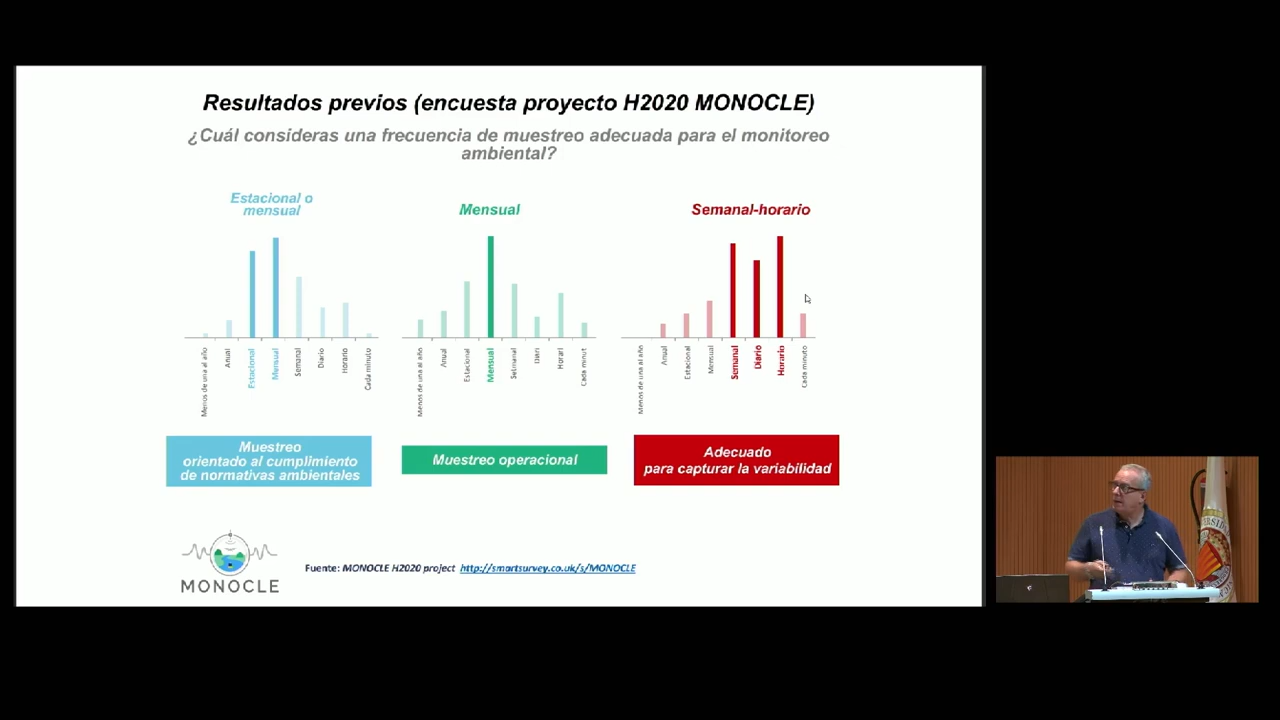 Resultados previos (encuesta proyecto H2020 MONOCLE)
¿Cuál consideras una frecuencia de muestreo adecuada para el monitoreo
ambiental?
Estacional o
mensual
Menos de una al año
Anual
Estacional
Mensual
Semanal
Diario
Horario
Cada minuto
Muestreo
orientado al cumplimiento
de normativas ambientales
Mensual
Menos de una al año
Anual
Estacional
Mensual
Semanal
Diari
Horari
Cada minut
Muestreo operacional
Semanal-horario
Menos de una al año
Anual
Estacional
Mensual
Semanal
Diario
Horario
Cada minuto
Adecuado
para capturar la variabilidad
MONOCLE
Fuente: MONOCLE H2020 project http://smartsurvey.co.uk/s/MONOCLE